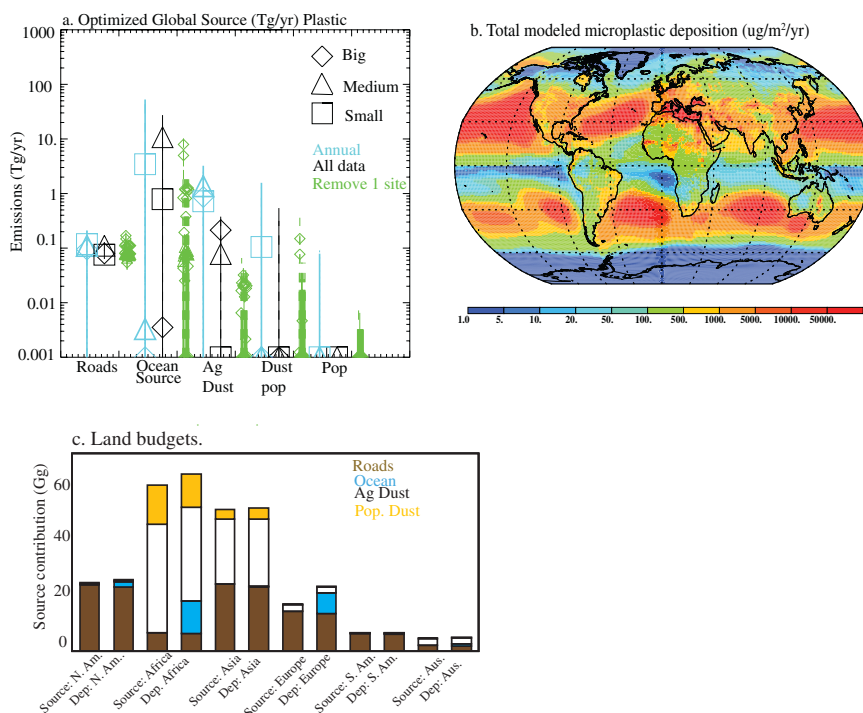 a. Optimized Global Source (Tg/yr) Plastic
1000
100
10.
1
0.1
0.01
0.001
Emissions (Tg/yr)
Big
Medium
Small
Annual
All data
Remove 1 site
Roads
Ocean Source
Ag Dust
Dust pop
Pop
b. Total modeled microplastic deposition (ug/m²/yr)
1.0 5. 10. 20. 50. 100. 500. 1000. 5000. 10000. 50000.
c. Land budgets.
Source contribution (Gg)
60
40
20
0
Roads
Ocean
Ag Dust
Pop. Dust
Source: N. Am.
Dep: N. Am..
Source: Africa
Dep. Africa
Source: Asia
Dep: Asia
Source: Europe
Dep: Europe
Source: S. Am.
Dep: S. Am.
Source: Aus.
Dep: Aus.